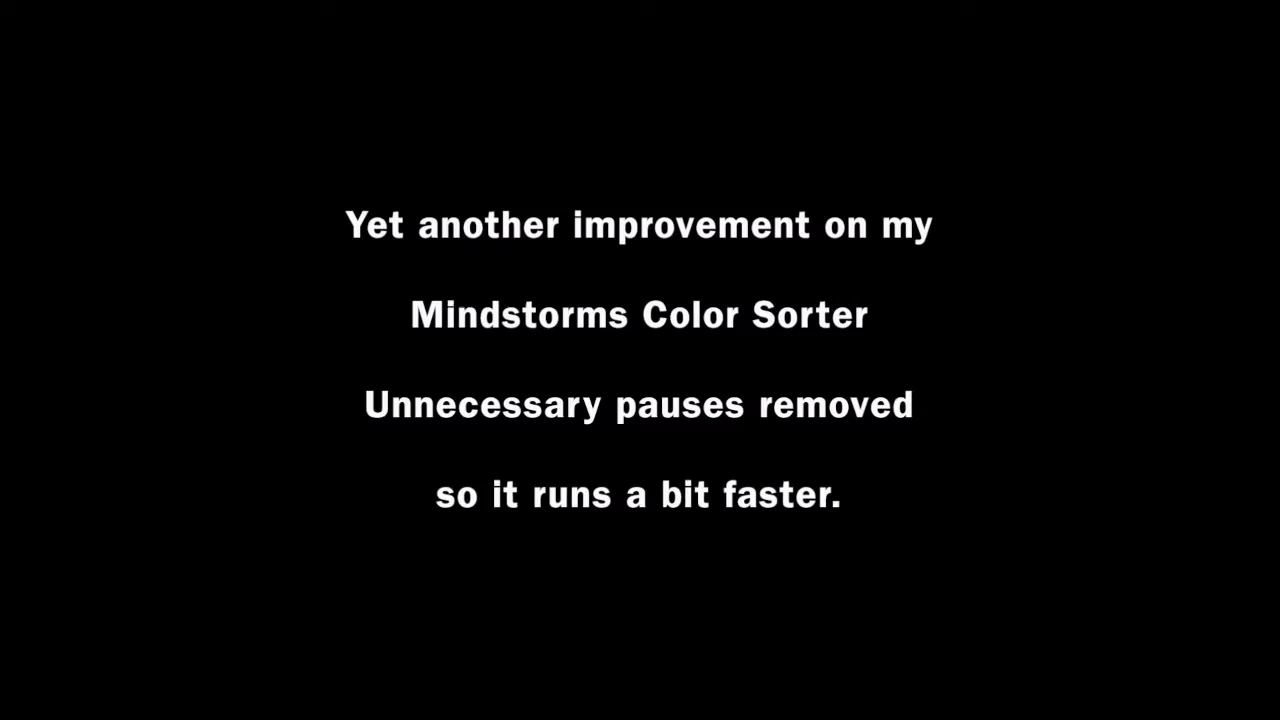 Yet another improvement on my
Mindstorms Color Sorter
Unnecessary pauses removed
so it runs a bit faster.